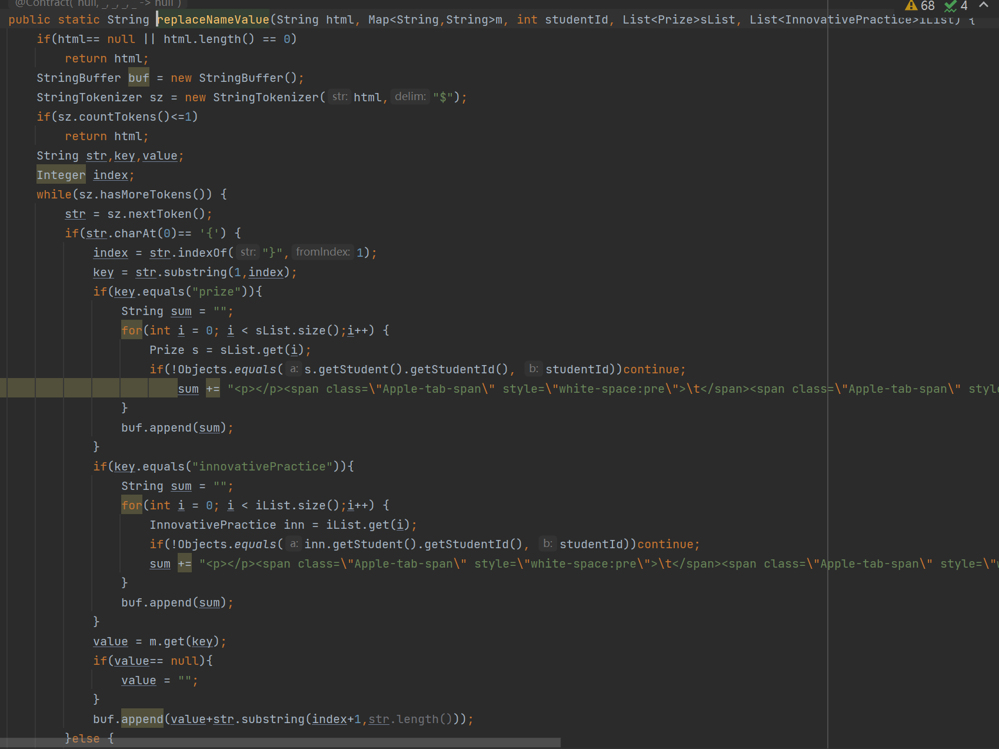 @Contract("null,_,_,_,_ -> null")
68 4
public static String replaceNameValue(String html, Map<String,String>m, int studentId, List<Prize>sList, List<InnovativePractice>iList) {
if(html== null || html.length() == 0)
return html;
StringBuffer buf = new StringBuffer();
StringTokenizer sz = new StringTokenizer( str: html, delim: "$");
if(sz.countTokens()<=1)
return html;
String str,key,value;
Integer index;
while(sz.hasMoreTokens()) {
str = sz.nextToken();
if(str.charAt(0)== '{') {
index = str.indexOf( str: "}", fromIndex: 1);
key = str.substring(1,index);
if(key.equals("prize")){
String sum = "";
for(int i = 0; i < sList.size();i++) {
Prize s = sList.get(i);
if(!Objects.equals( a: s.getStudent().getStudentId(), b: studentId))continue;
sum += "<p></p><span class=\"Apple-tab-span\" style=\"white-space:pre\">\t</span><span class=\"Apple-tab-span\" style
}
buf.append(sum);
}
if(key.equals("innovativePractice")){
String sum = "";
for(int i = 0; i < iList.size();i++) {
InnovativePractice inn = iList.get(i);
if(!Objects.equals( a: inn.getStudent().getStudentId(), b: studentId))continue;
sum += "<p></p><span class=\"Apple-tab-span\" style=\"white-space:pre\">\t</span><span class=\"Apple-tab-span\" style=\"w
}
buf.append(sum);
}
value = m.get(key);
if(value== null){
value = "";
}
buf.append(value+str.substring(index+1,str.length()));
}else {